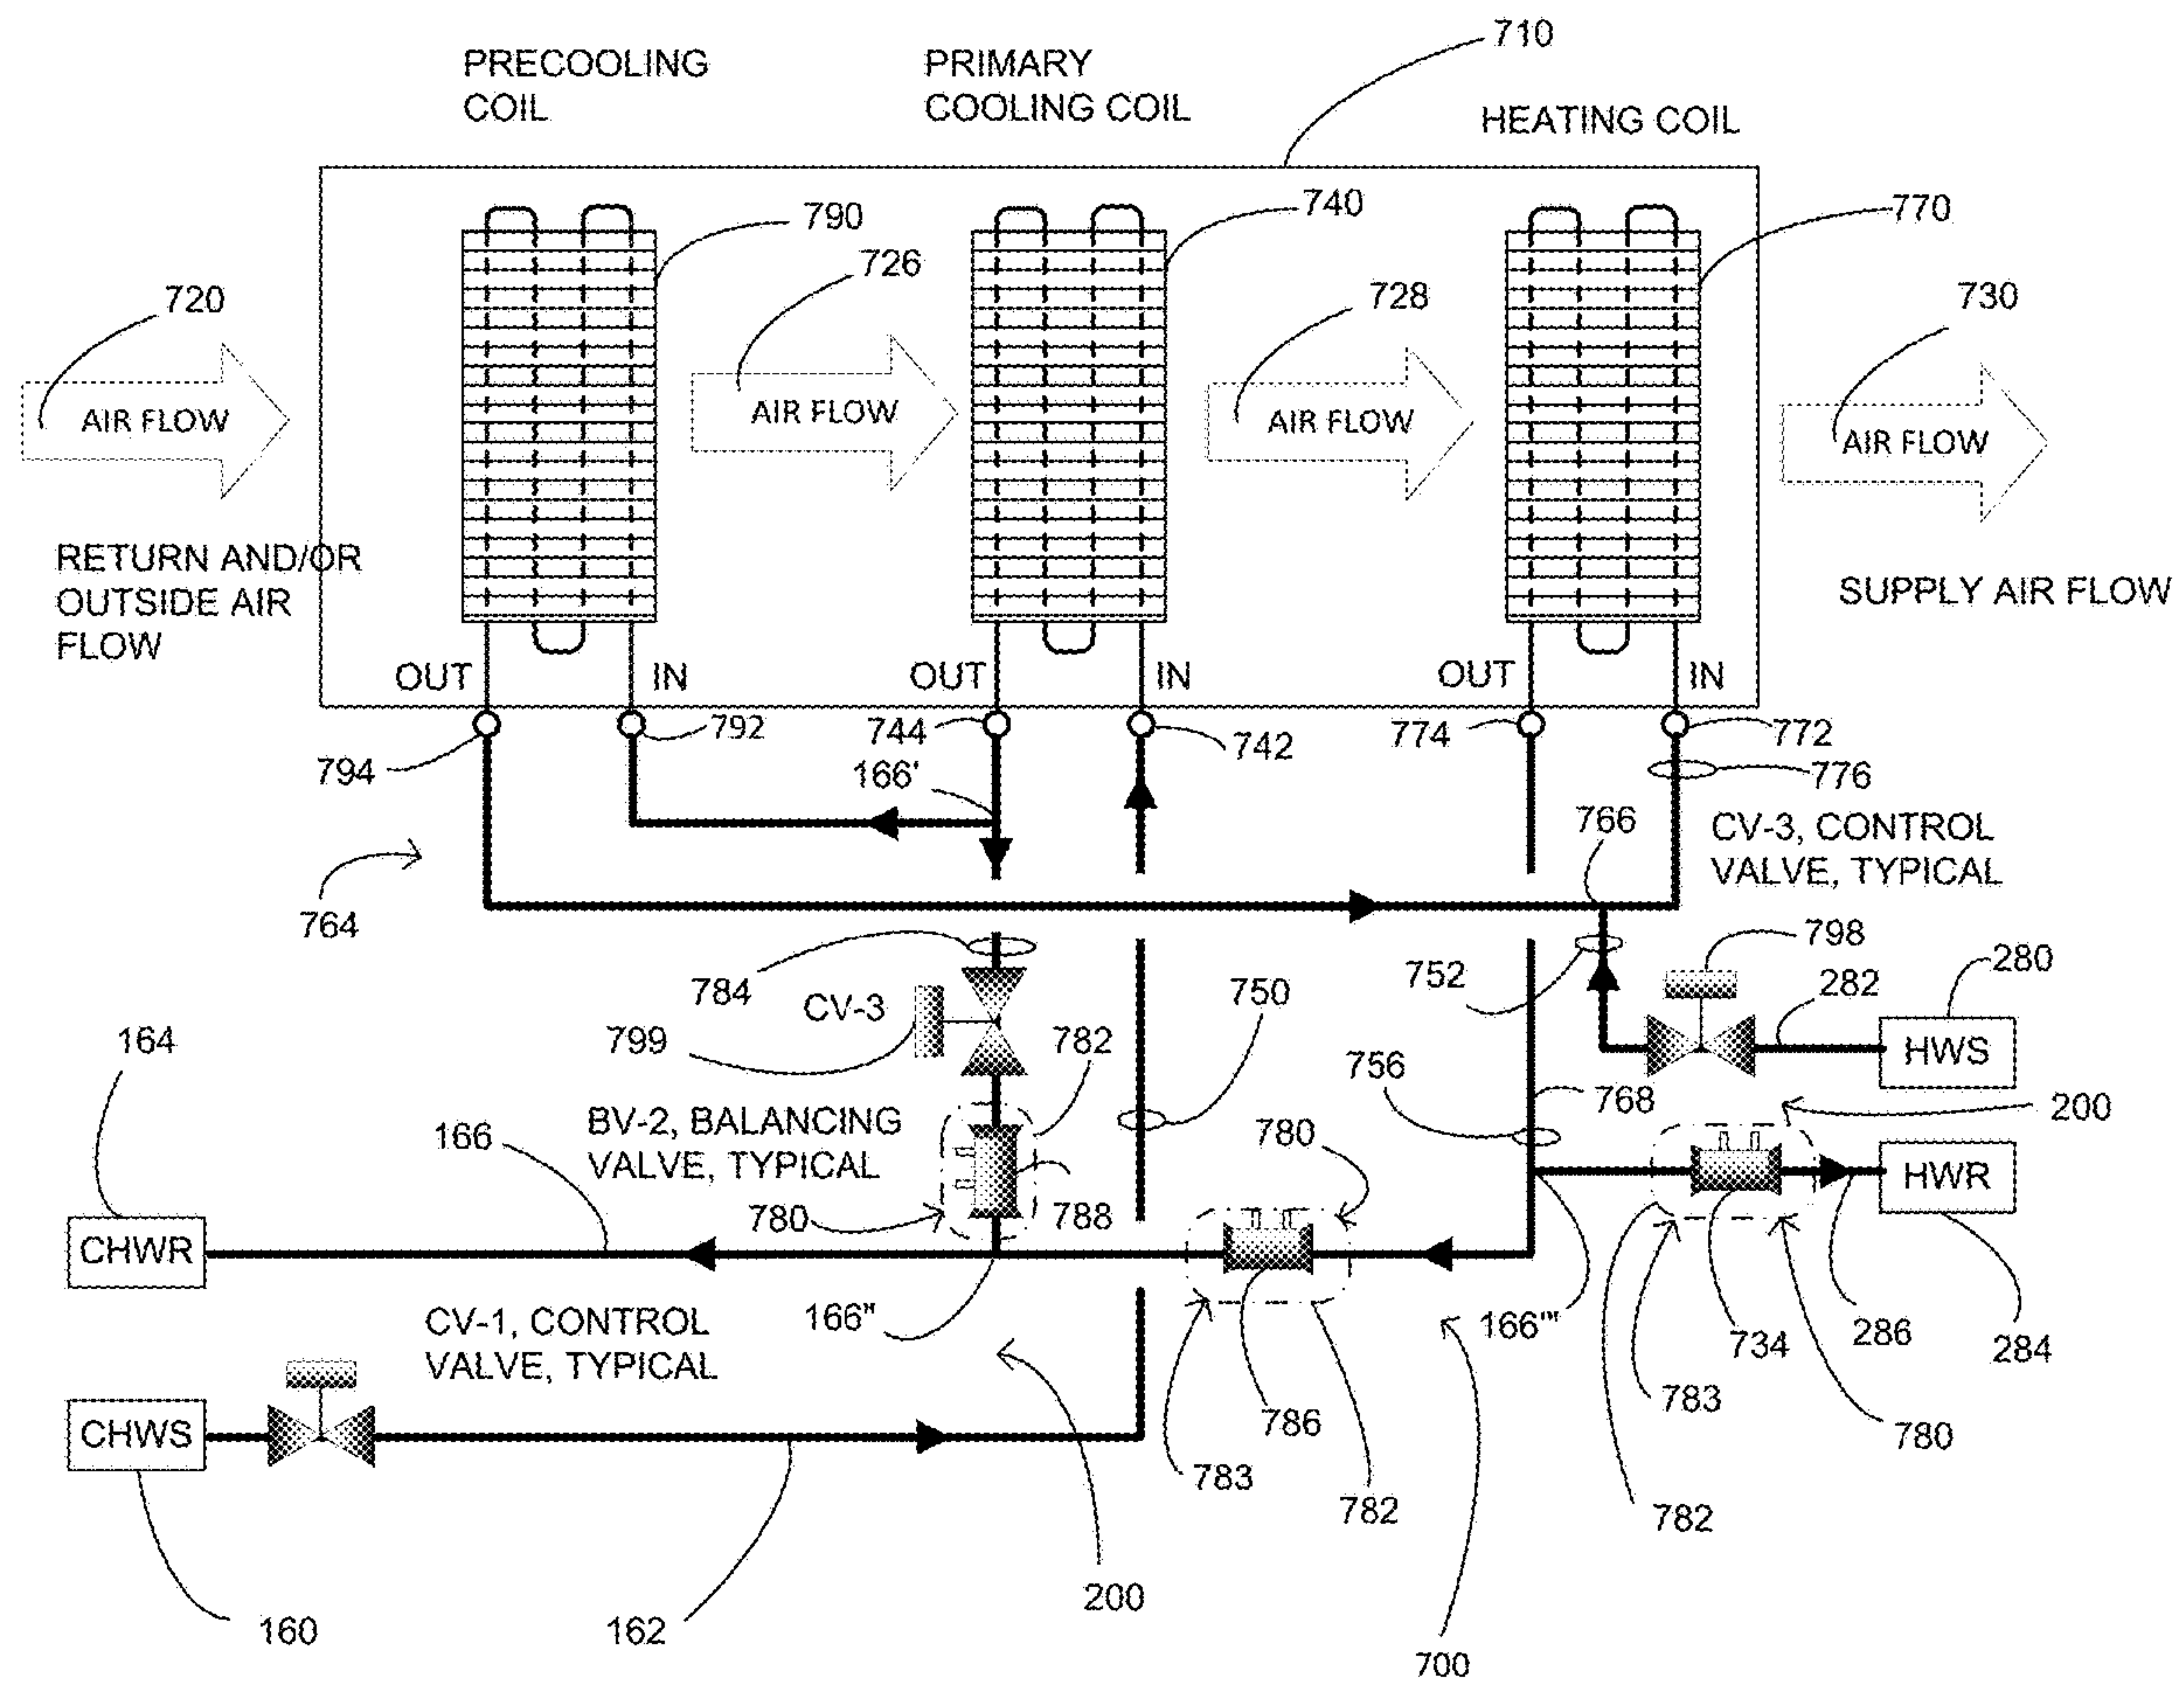 710
PRECOOLING
COIL
PRIMARY
COOLING COIL
HEATING COIL
790
740
770
720
726
728
730
AIR FLOW
AIR FLOW
AIR FLOW
AIR FLOW
RETURN AND/OR
OUTSIDE AIR
FLOW
SUPPLY AIR FLOW
OUT
IN
OUT
IN
OUT
IN
794
792
744
742
774
772
166'
776
764
766
CV-3, CONTROL
VALVE, TYPICAL
784
CV-3
799
750
752
798
282
280
HWS
164
166
BV-2, BALANCING
VALVE, TYPICAL
782
780
788
780
756
768
200
HWR
CHWR
166"
CV-1, CONTROL
VALVE, TYPICAL
166'''
734
286
284
783
780
782
786
783
782
CHWS
160
162
200
700